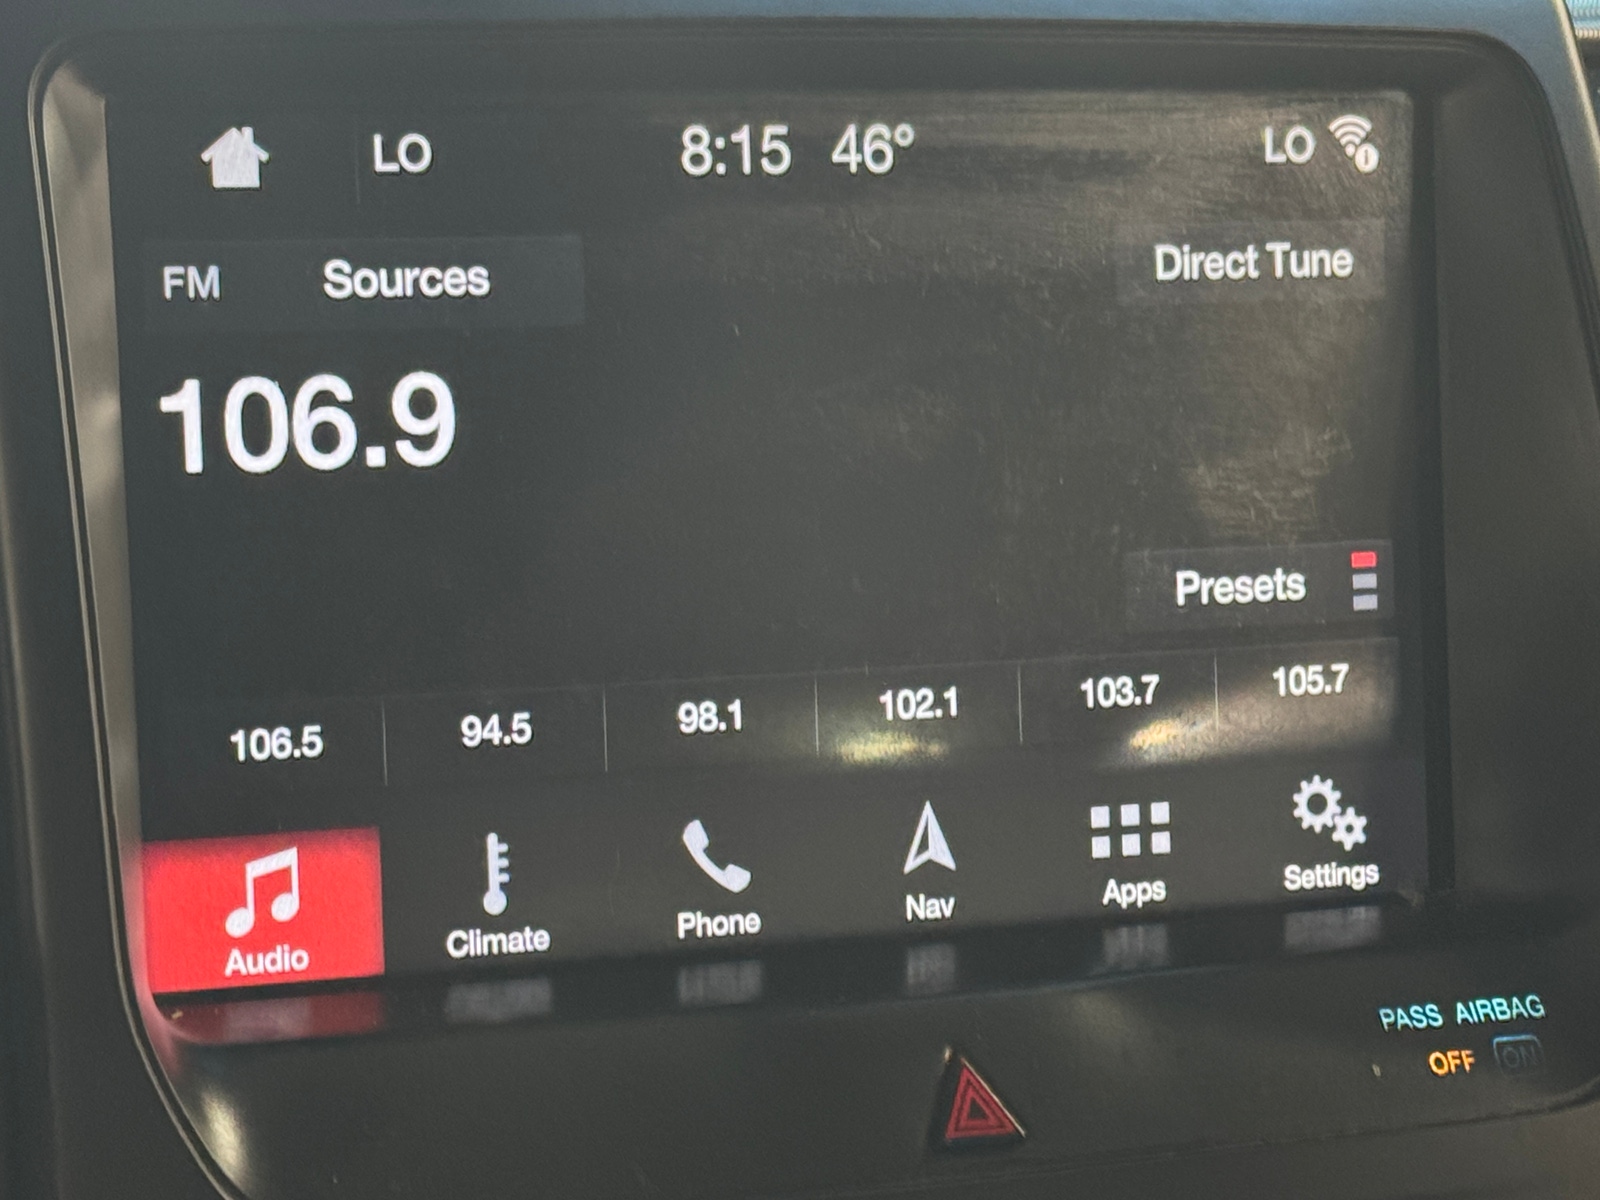 LO 8:15 46° LO
FM Sources Direct Tune
106.9
Presets
106.5 94.5 98.1 102.1 103.7 105.7
Audio Climate Phone Nav Apps Settings
PASS AIRBAG
OFF ON